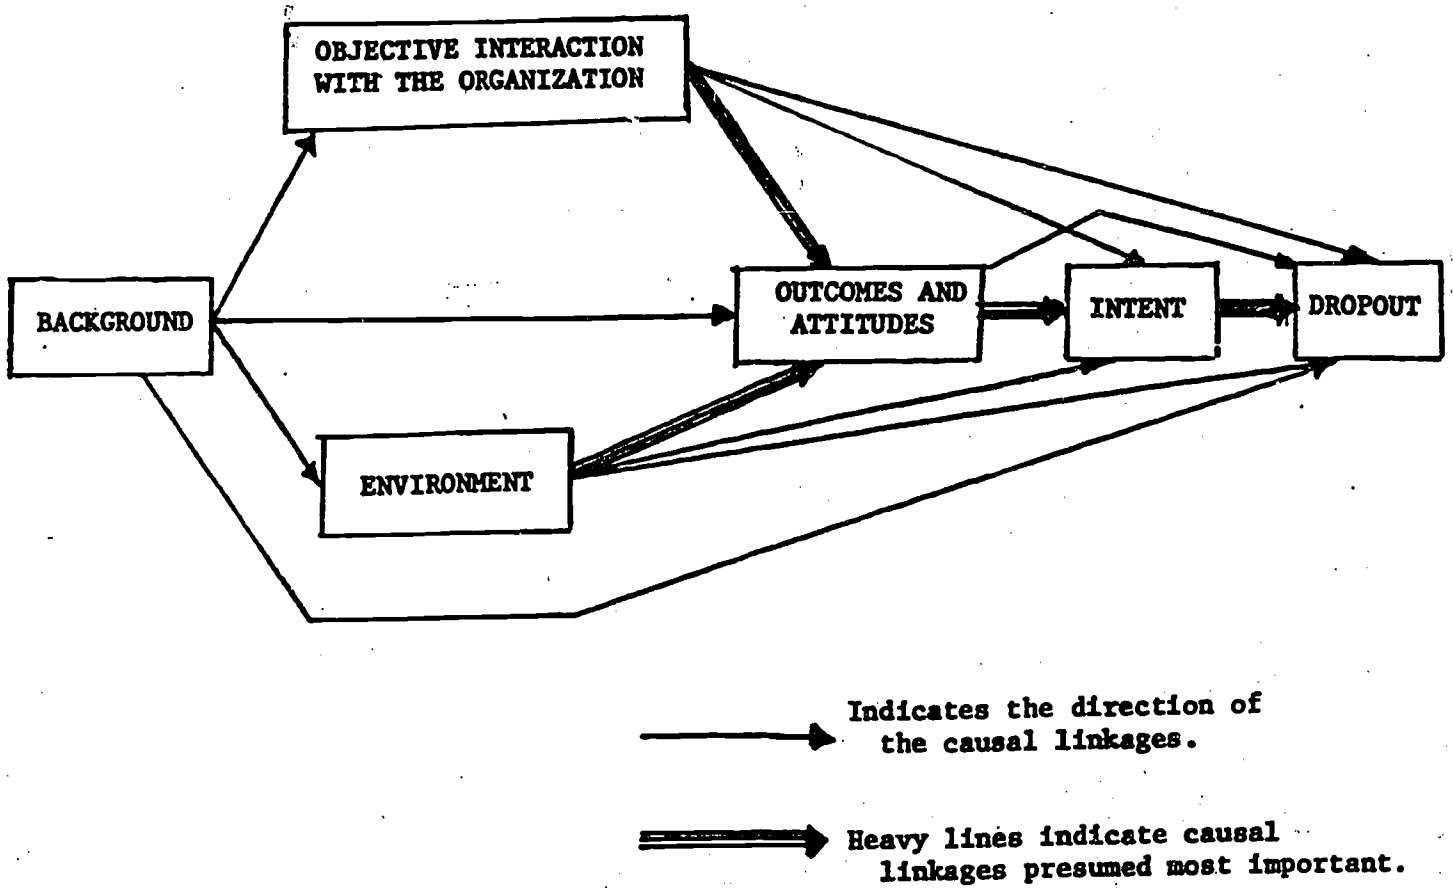 OBJECTIVE INTERACTION
WITH THE ORGANIZATION
BACKGROUND
OUTCOMES AND
ATTITUDES
INTENT
DROPOUT
ENVIRONMENT
Indicates the direction of
the causal linkages.
Heavy lines indicate causal
linkages presumed most important.